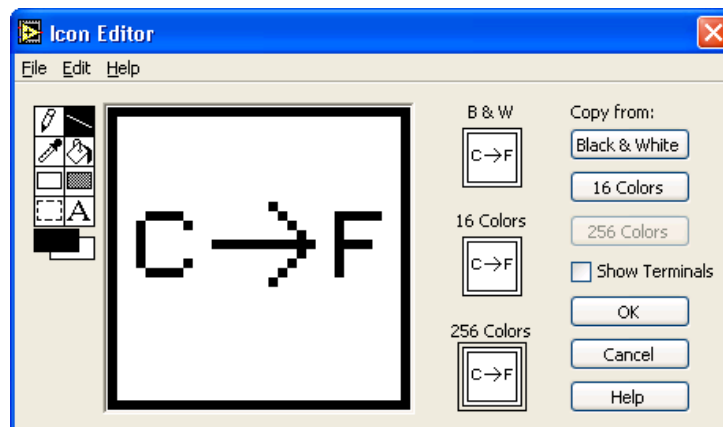 Icon Editor
File Edit Help
A
C→F
B & W
C→F
16 Colors
C→F
256 Colors
C→F
Copy from:
Black & White
16 Colors
256 Colors
Show Terminals
OK
Cancel
Help